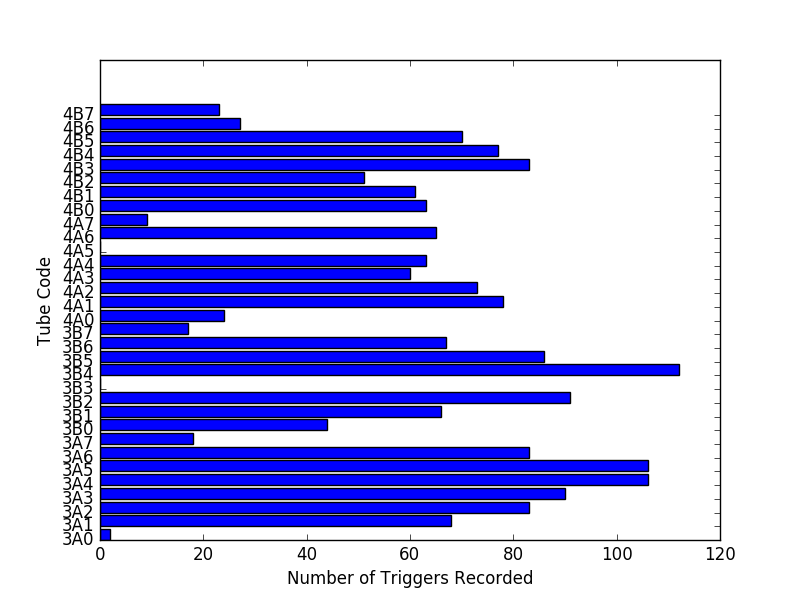 4B7
4B6
4B5
4B4
4B3
4B2
4B1
4B0
4A7
4A6
4A5
4A4
4A3
4A2
4A1
4A0
3B7
3B6
3B5
3B4
3B3
3B2
3B1
3B0
3A7
3A6
3A5
3A4
3A3
3A2
3A1
3A0
Tube Code
0 20 40 60 80 100 120
Number of Triggers Recorded